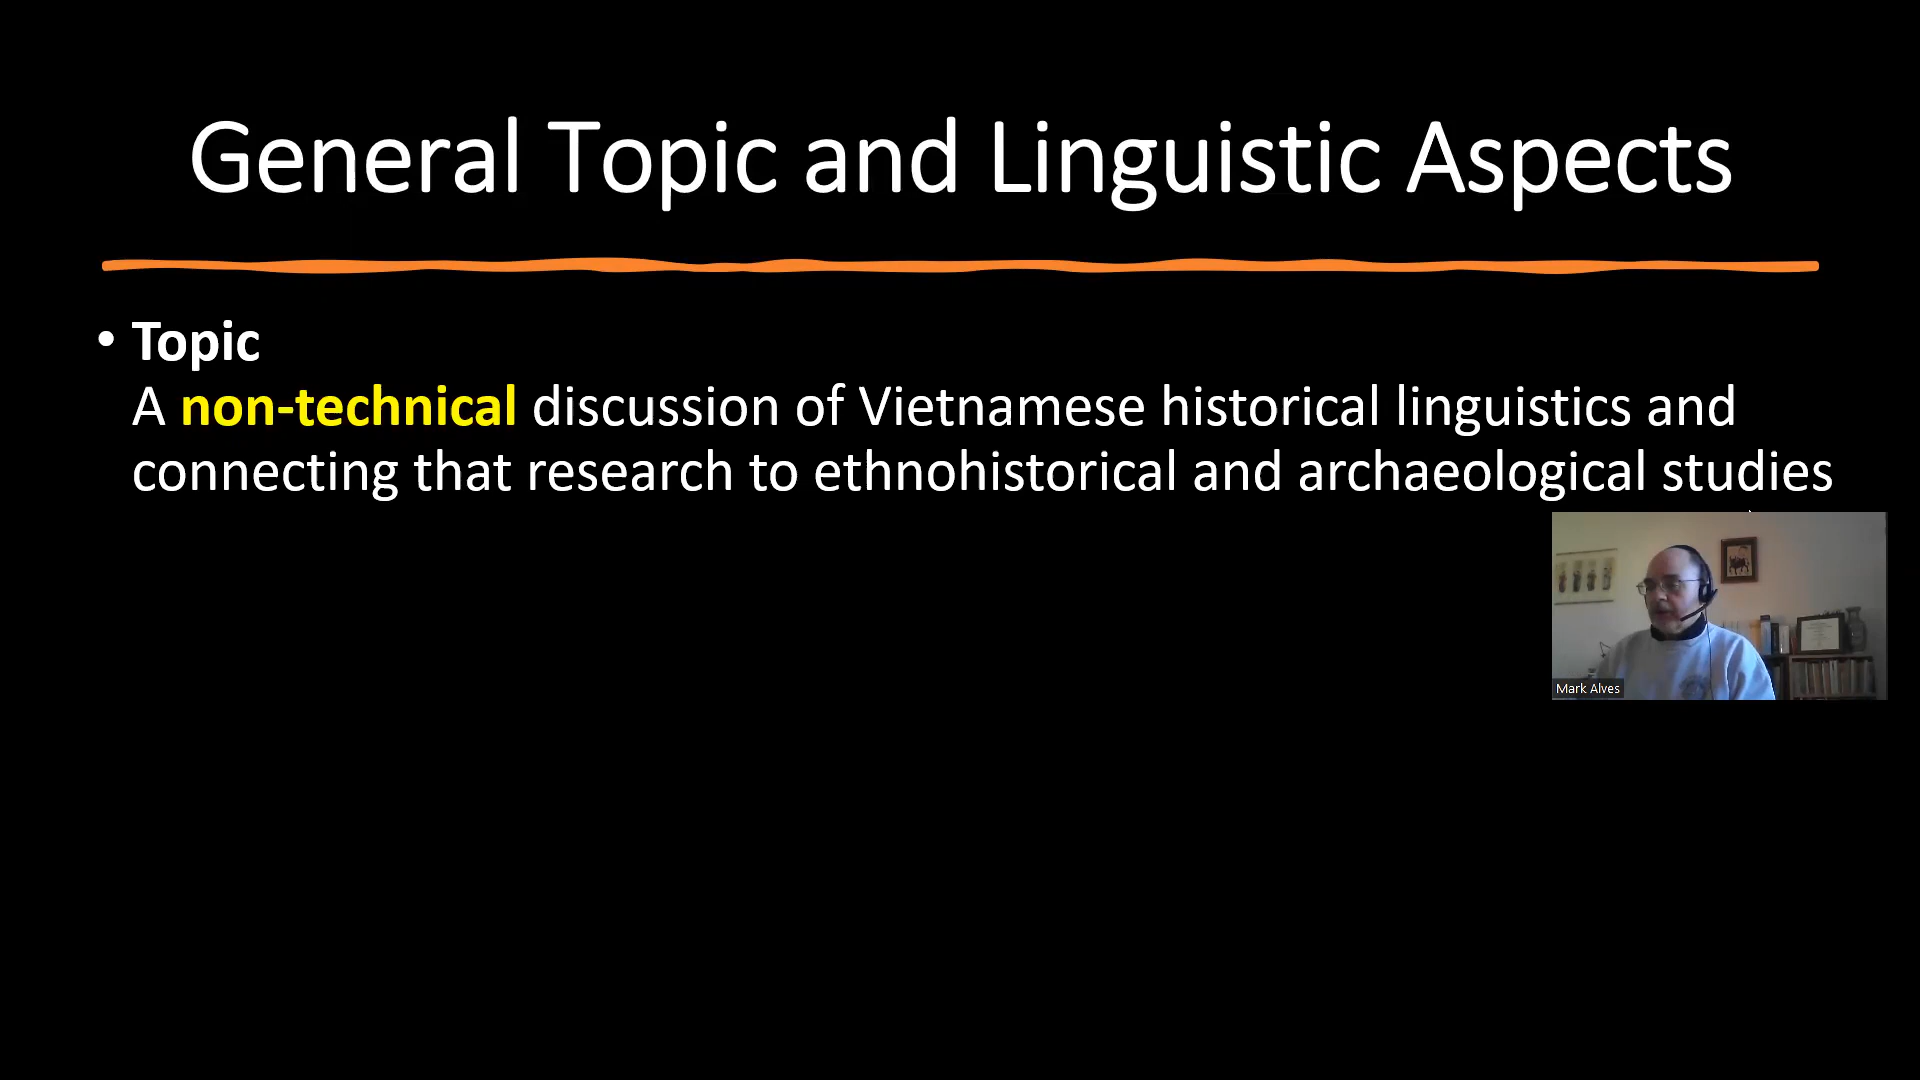 General Topic and Linguistic Aspects
• Topic
A non-technical discussion of Vietnamese historical linguistics and
connecting that research to ethnohistorical and archaeological studies
Mark Alves